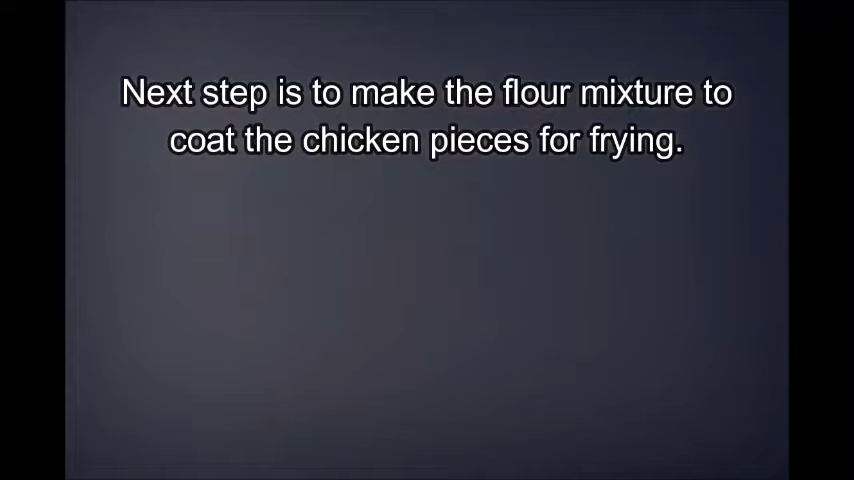 Next step is to make the flour mixture to
coat the chicken pieces for frying.